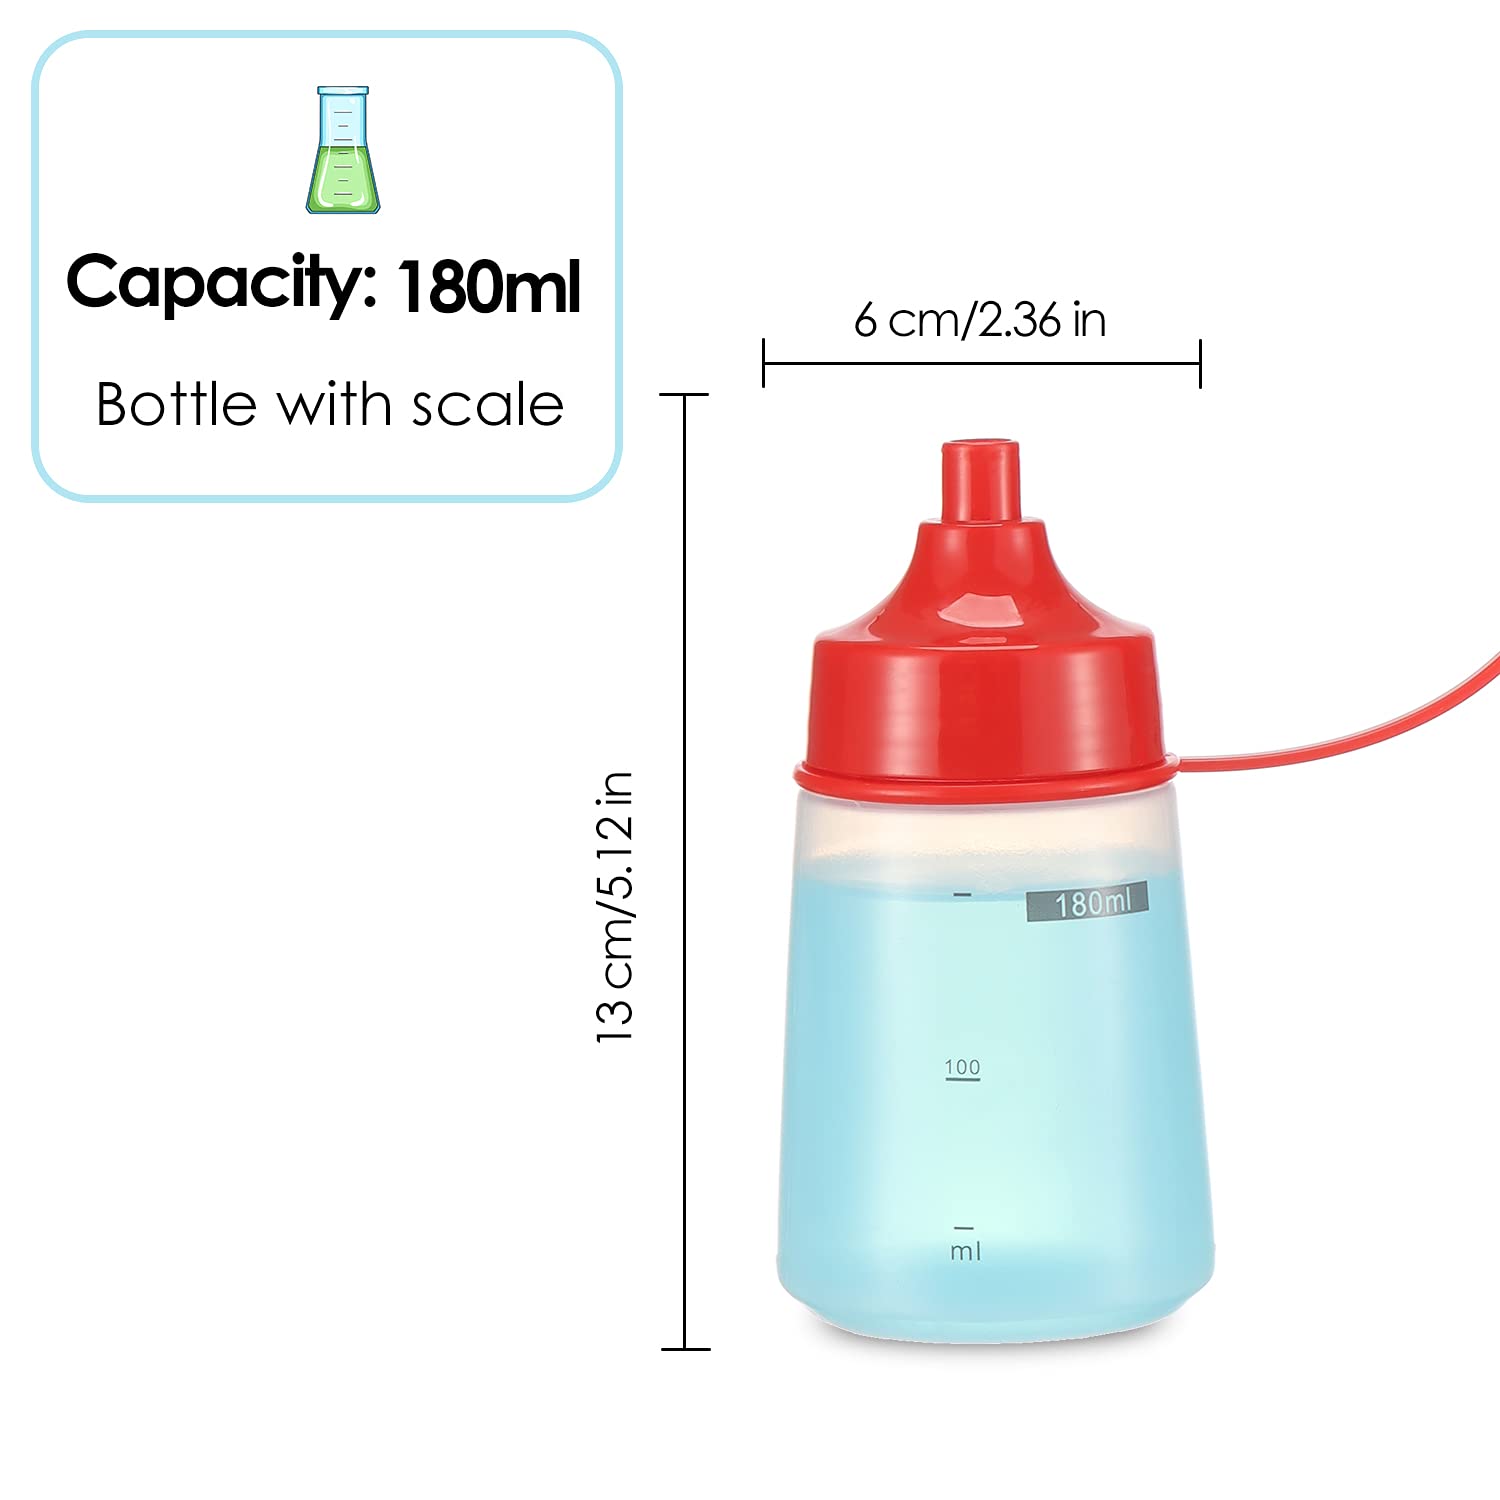 Capacity: 180ml
Bottle with scale
6 cm/2.36 in
13 cm/5.12 in
180ml
100
ml